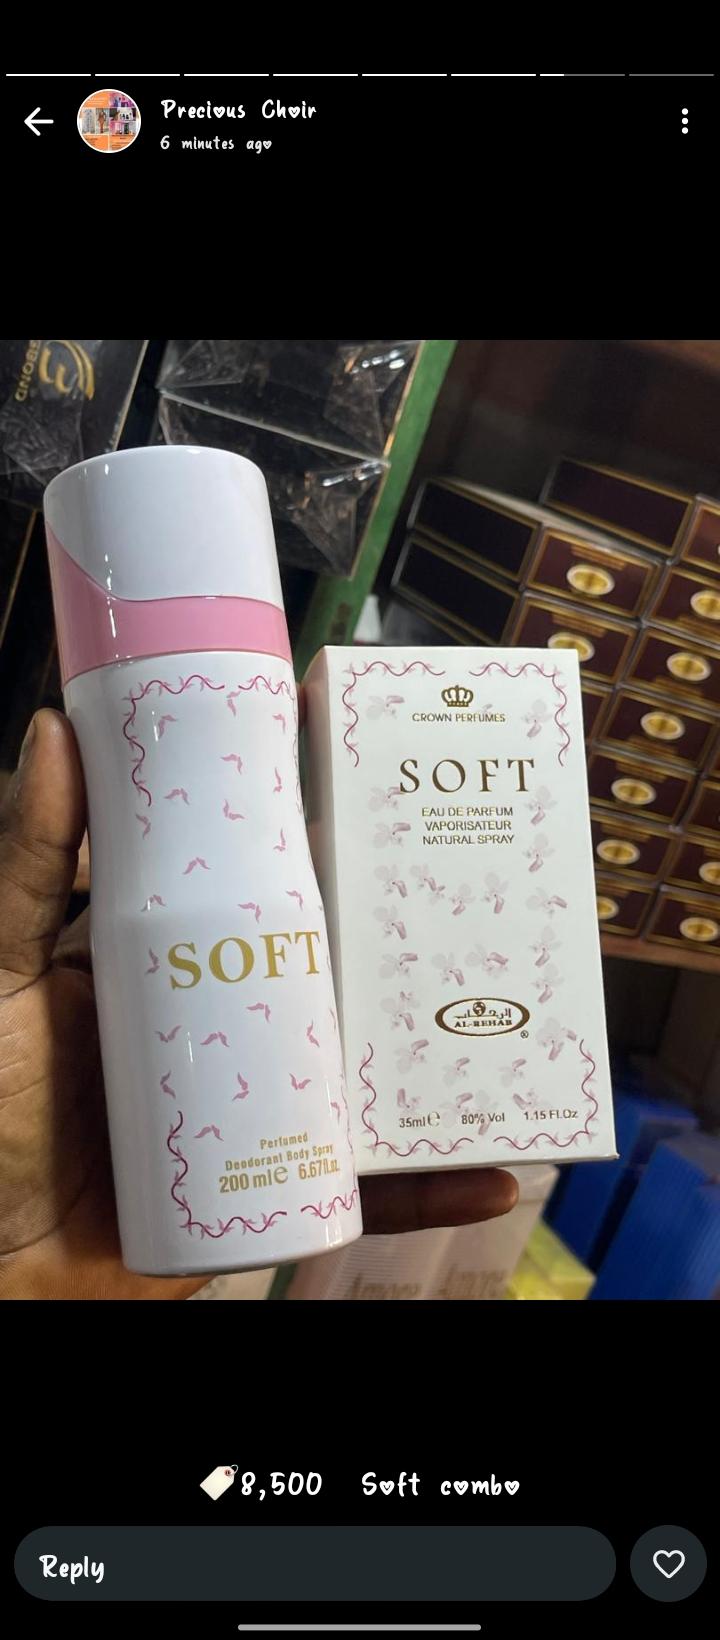 Precious Choir
6 minutes ago
SOFT
Perfumed
Deodorant Body Spray
200 ml e 6.67fl.oz.
CROWN PERFUMES
SOFT
EAU DE PARFUM
VAPORISATEUR
NATURAL SPRAY
الرحاب
AL-REHAB
®
35ml e 80% Vol 1.15 Fl.Oz
8,500 Soft combo
Reply